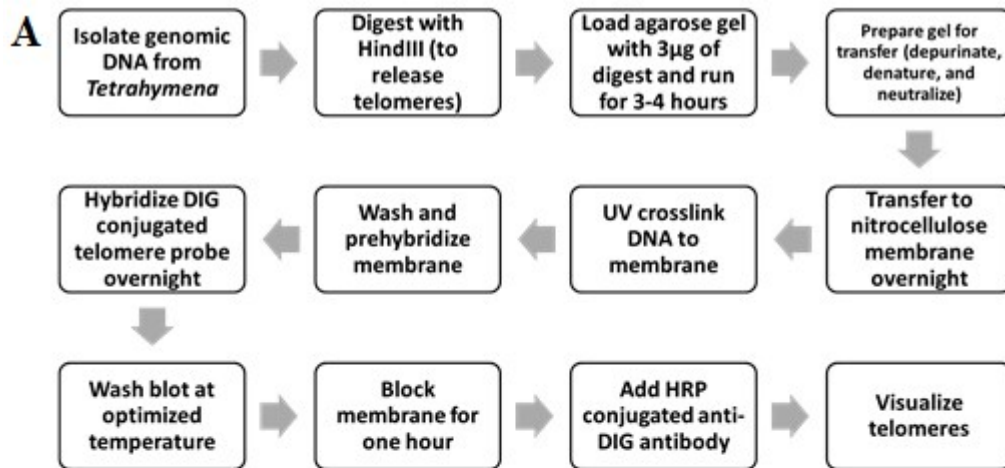 A
Isolate genomic
DNA from
Tetrahymena
Digest with
HindIII (to
release
telomeres)
Load agarose gel
with 3µg of
digest and run
for 3-4 hours
Prepare gel for
transfer (depurinate,
denature, and
neutralize)
Transfer to
nitrocellulose
membrane
overnight
UV crosslink
DNA to
membrane
Wash and
prehybridize
membrane
Hybridize DIG
conjugated
telomere probe
overnight
Wash blot at
optimized
temperature
Block
membrane for
one hour
Add HRP
conjugated anti-
DIG antibody
Visualize
telomeres